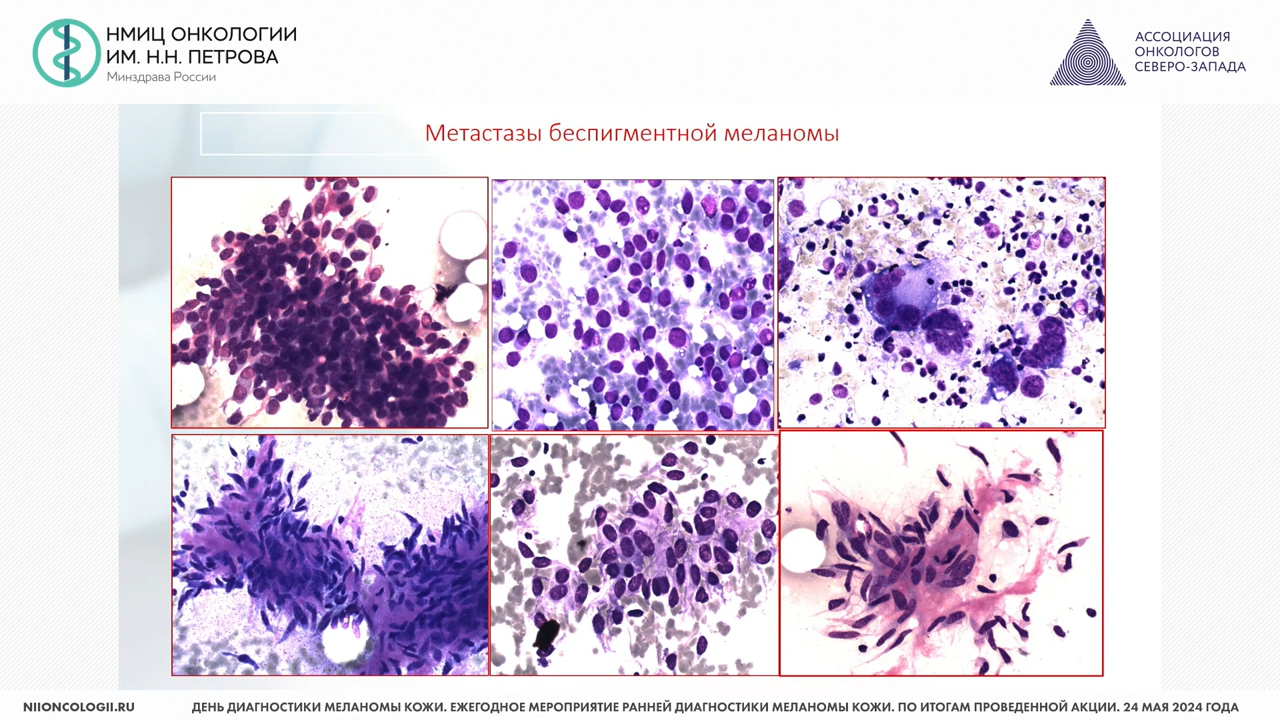 НМИЦ ОНКОЛОГИИ
ИМ. Н.Н. ПЕТРОВА
Минздрава России
АССОЦИАЦИЯ
ОНКОЛОГОВ
СЕВЕРО-ЗАПАДА
Метастазы беспигментной меланомы
NIIONCOLOGII.RU
ДЕНЬ ДИАГНОСТИКИ МЕЛАНОМЫ КОЖИ. ЕЖЕГОДНОЕ МЕРОПРИЯТИЕ РАННЕЙ ДИАГНОСТИКИ МЕЛАНОМЫ КОЖИ. ПО ИТОГАМ ПРОВЕДЕННОЙ АКЦИИ. 24 МАЯ 2024 ГОДА